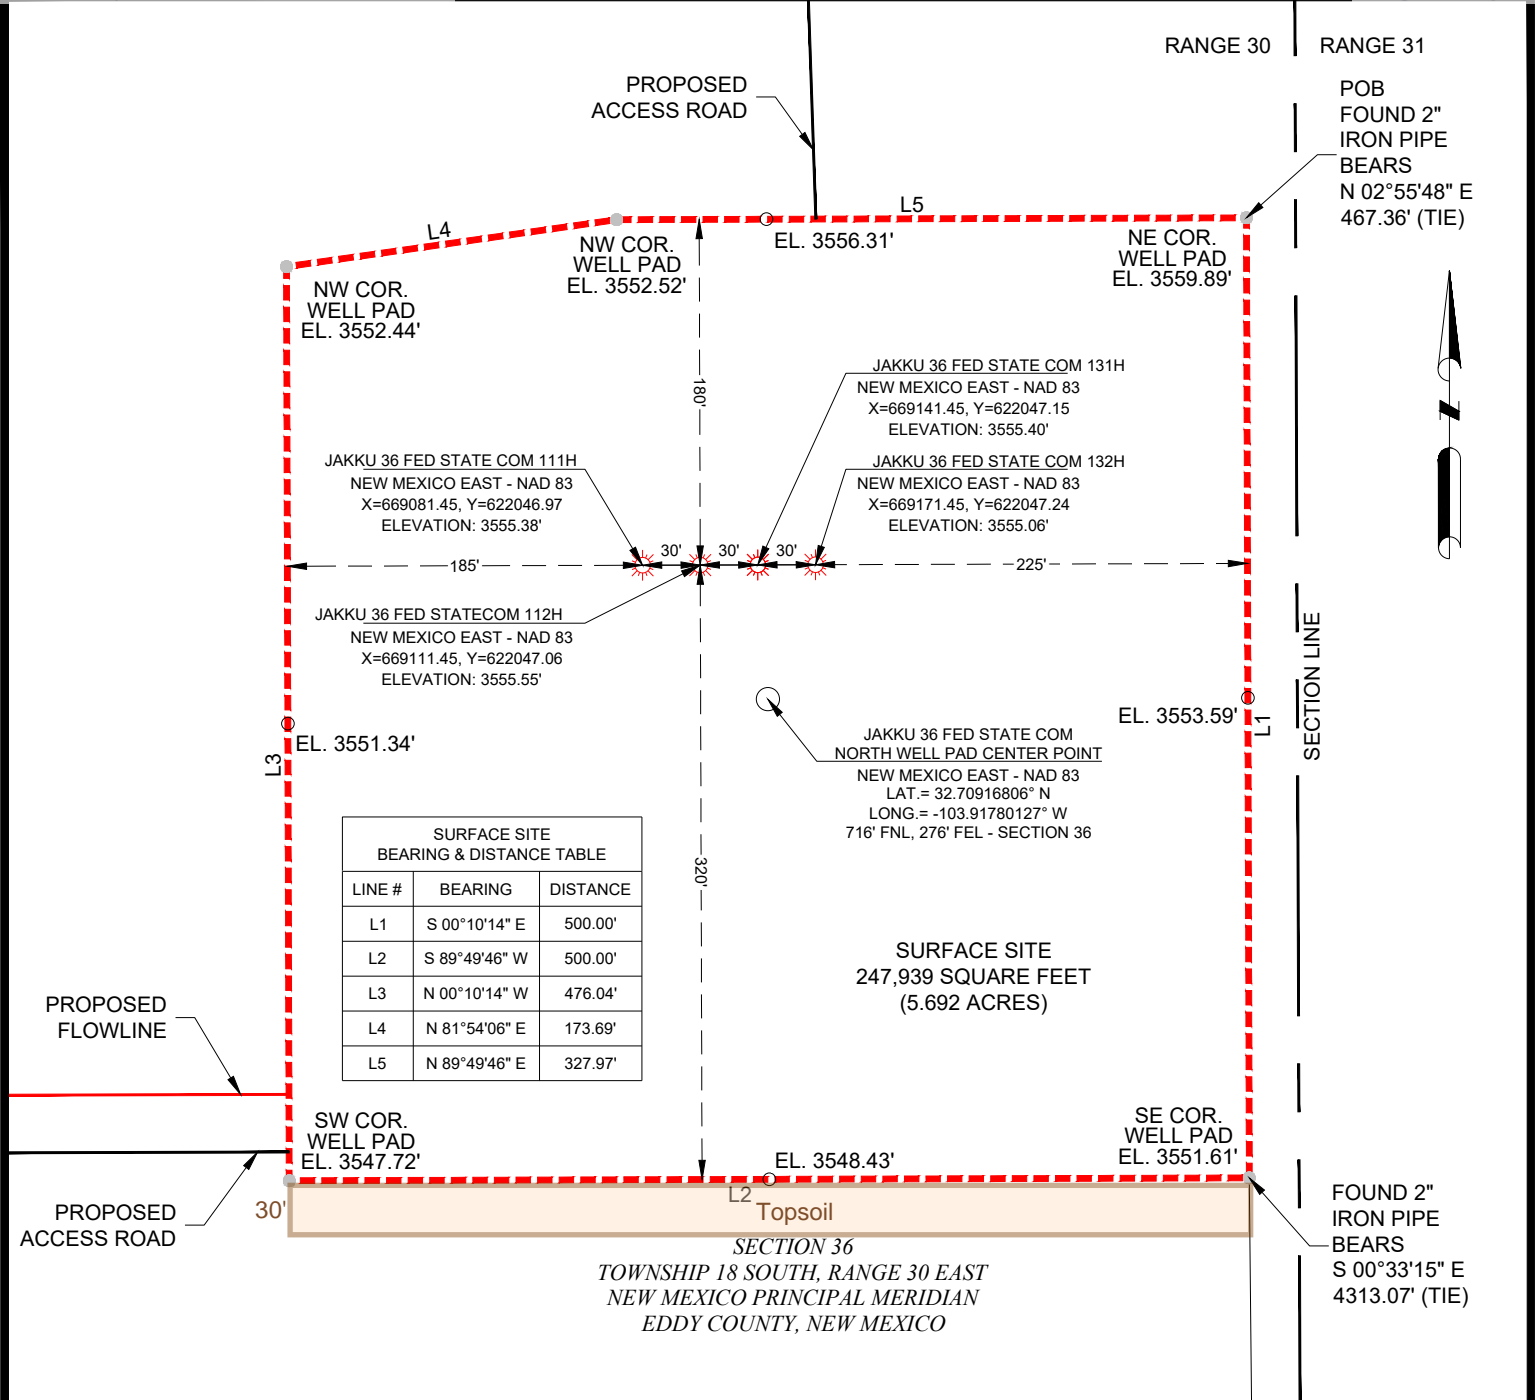 RANGE 30
RANGE 31
PROPOSED
ACCESS ROAD
POB
FOUND 2"
IRON PIPE
BEARS
N 02°55'48" E
467.36' (TIE)
L4
L5
NW COR.
WELL PAD
EL. 3552.52'
EL. 3556.31'
NE COR.
WELL PAD
EL. 3559.89'
NW COR.
WELL PAD
EL. 3552.44'
180'
JAKKU 36 FED STATE COM 131H
NEW MEXICO EAST - NAD 83
X=669141.45, Y=622047.15
ELEVATION: 3555.40'
JAKKU 36 FED STATE COM 111H
NEW MEXICO EAST - NAD 83
X=669081.45, Y=622046.97
ELEVATION: 3555.38'
JAKKU 36 FED STATE COM 132H
NEW MEXICO EAST - NAD 83
X=669171.45, Y=622047.24
ELEVATION: 3555.06'
N
185'
30'
30'
30'
225'
JAKKU 36 FED STATECOM 112H
NEW MEXICO EAST - NAD 83
X=669111.45, Y=622047.06
ELEVATION: 3555.55'
SECTION LINE
EL. 3553.59'
L1
EL. 3551.34'
L3
JAKKU 36 FED STATE COM
NORTH WELL PAD CENTER POINT
NEW MEXICO EAST - NAD 83
LAT.= 32.70916806° N
LONG.= -103.91780127° W
716' FNL, 276' FEL - SECTION 36
320'
SURFACE SITE
BEARING & DISTANCE TABLE
LINE # BEARING DISTANCE
L1 S 00°10'14" E 500.00'
L2 S 89°49'46" W 500.00'
L3 N 00°10'14" W 476.04'
L4 N 81°54'06" E 173.69'
L5 N 89°49'46" E 327.97'
SURFACE SITE
247,939 SQUARE FEET
(5.692 ACRES)
PROPOSED
FLOWLINE
SW COR.
WELL PAD
EL. 3547.72'
EL. 3548.43'
SE COR.
WELL PAD
EL. 3551.61'
PROPOSED
ACCESS ROAD
30'
L2
Topsoil
FOUND 2"
IRON PIPE
BEARS
S 00°33'15" E
4313.07' (TIE)
SECTION 36
TOWNSHIP 18 SOUTH, RANGE 30 EAST
NEW MEXICO PRINCIPAL MERIDIAN
EDDY COUNTY, NEW MEXICO